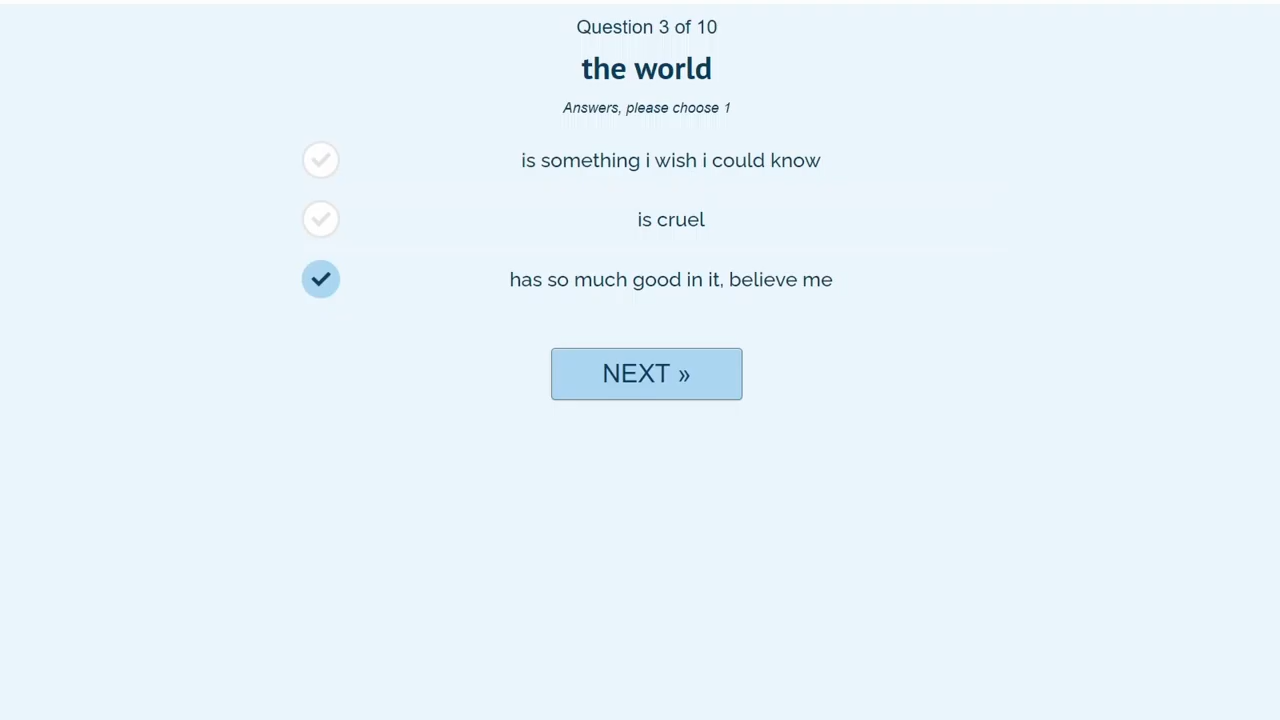 Question 3 of 10
the world
Answers, please choose 1
is something i wish i could know
is cruel
has so much good in it, believe me
NEXT »